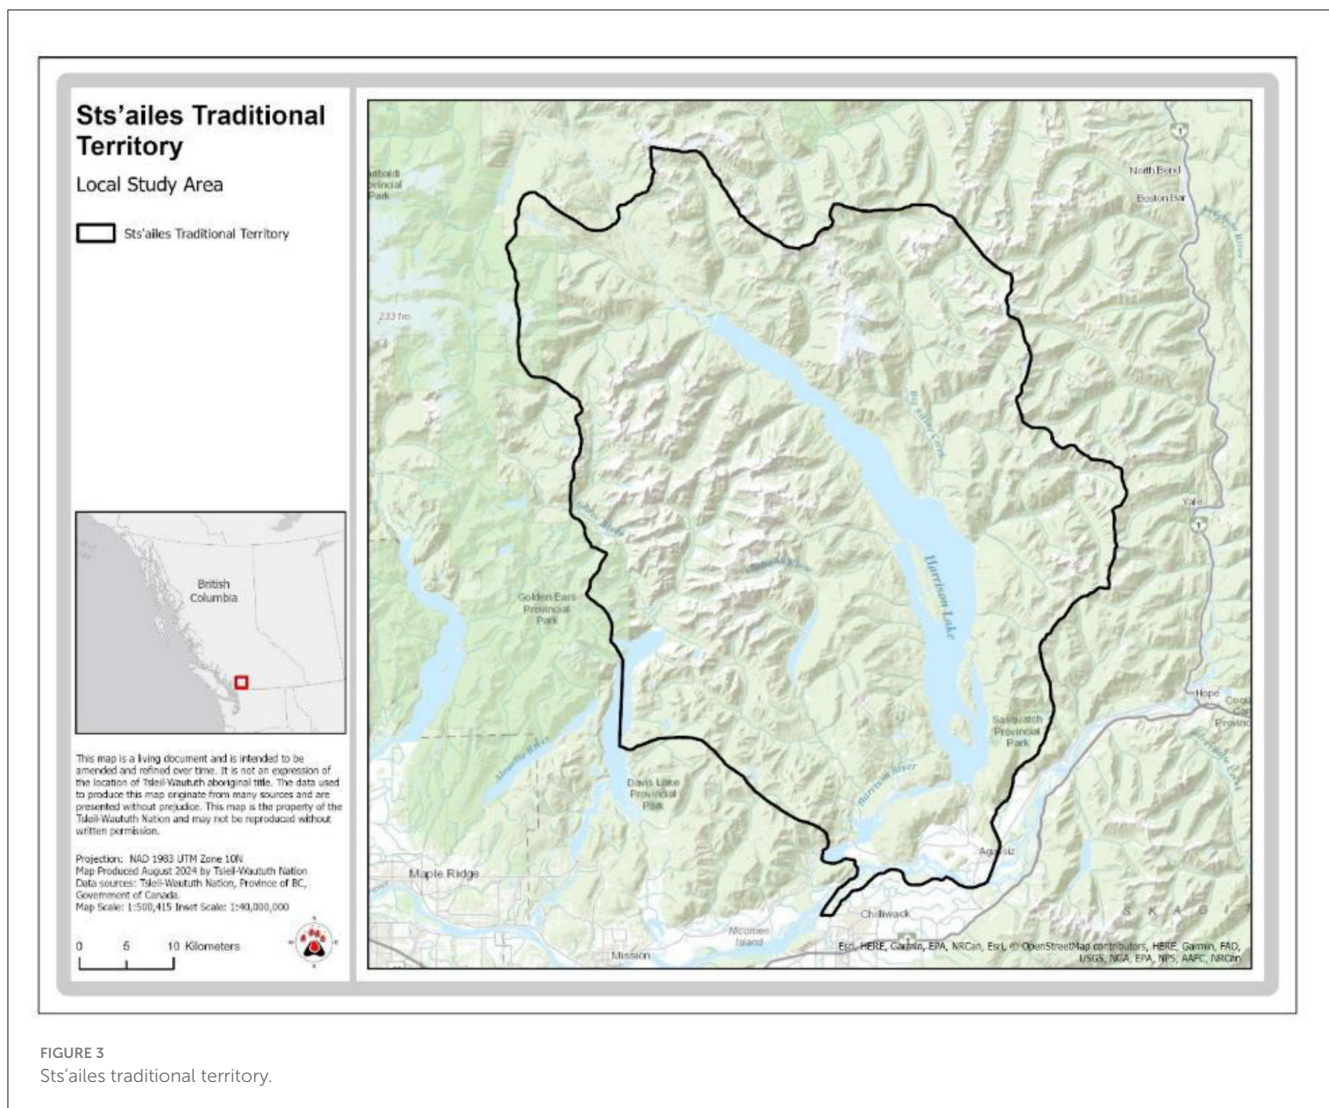 Sts'ailes Traditional
Territory
Local Study Area
Sts'ailes Traditional Territory
British
Columbia
This map is a living document and is intended to be
amended and refined over time. It is not an expression of
the location of Tsleil-Waututh aboriginal title. The data used
to produce this map originate from many sources and are
presented without prejudice. This map is the property of the
Tsleil-Waututh Nation and may not be reproduced without
written permission.
Projection: NAD 1983 UTM Zone 10N
Map Produced August 2024 by Tsleil-Waututh Nation
Data sources: Tsleil-Waututh Nation, Province of BC,
Government of Canada.
Map Scale: 1:500,415 Inset Scale: 1:40,000,000
0 5 10 Kilometers
Park
1
North Bend
Boston Bar
Yale
1
Harrison Lake
Golden Ears
Provincial
Park
Hope
Sasquatch
Provincial
Park
Alouette River
Davis Lake
Provincial
Park
Harrison River
Agassiz
Maple Ridge
Chilliwack
SKAGIT
Nicomen
Island
Mission
Esri, HERE, Garmin, EPA, NRCan, Esri, © OpenStreetMap contributors, HERE, Garmin, FAO,
USGS, NGA, EPA, NPS, AAFC, NRCan
FIGURE 3
Sts'ailes traditional territory.